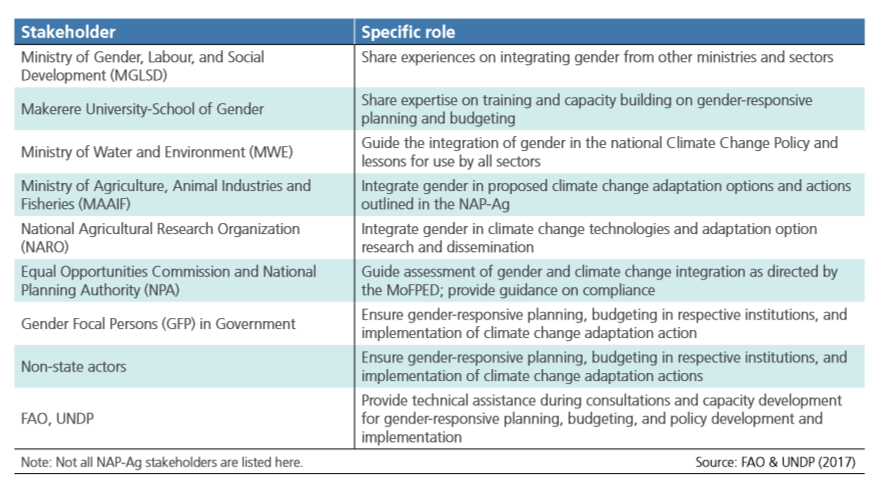 Stakeholder
Specific role
Ministry of Gender, Labour, and Social
Development (MGLSD)
Share experiences on integrating gender from other ministries and sectors
Makerere University-School of Gender
Share expertise on training and capacity building on gender-responsive
planning and budgeting
Ministry of Water and Environment (MWE)
Guide the integration of gender in the national Climate Change Policy and
lessons for use by all sectors
Ministry of Agriculture, Animal Industries and
Fisheries (MAAIF)
Integrate gender in proposed climate change adaptation options and actions
outlined in the NAP-Ag
National Agricultural Research Organization
(NARO)
Integrate gender in climate change technologies and adaptation option
research and dissemination
Equal Opportunities Commission and National
Planning Authority (NPA)
Guide assessment of gender and climate change integration as directed by
the MoFPED; provide guidance on compliance
Gender Focal Persons (GFP) in Government
Ensure gender-responsive planning, budgeting in respective institutions, and
implementation of climate change adaptation action
Non-state actors
Ensure gender-responsive planning, budgeting in respective institutions, and
implementation of climate change adaptation actions
FAO, UNDP
Provide technical assistance during consultations and capacity development
for gender-responsive planning, budgeting, and policy development and
implementation
Note: Not all NAP-Ag stakeholders are listed here.
Source: FAO & UNDP (2017)